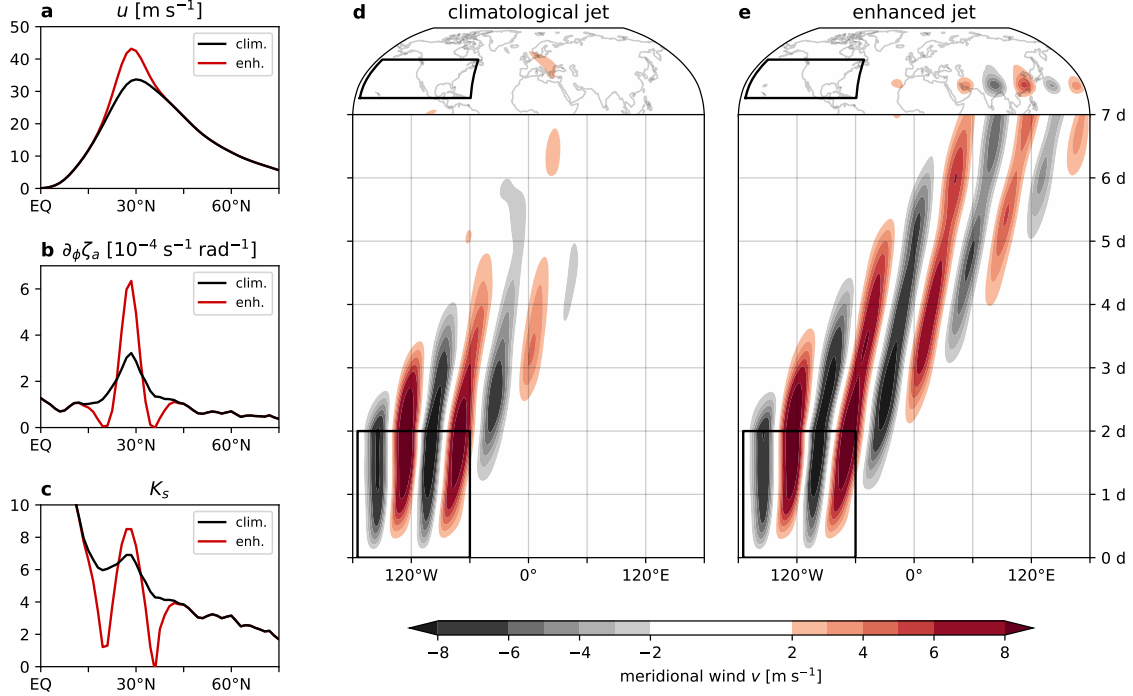 a u [m s⁻¹]
50
40
30
20
10
0
clim.
enh.
EQ 30°N 60°N
b ∂ϕζₐ [10⁻⁴ s⁻¹ rad⁻¹]
6
4
2
0
clim.
enh.
EQ 30°N 60°N
c Kₛ
10
8
6
4
2
0
clim.
enh.
EQ 30°N 60°N
d climatological jet
120°W 0° 120°E
e enhanced jet
7 d
6 d
5 d
4 d
3 d
2 d
1 d
0 d
120°W 0° 120°E
−8 −6 −4 −2 2 4 6 8
meridional wind v [m s⁻¹]